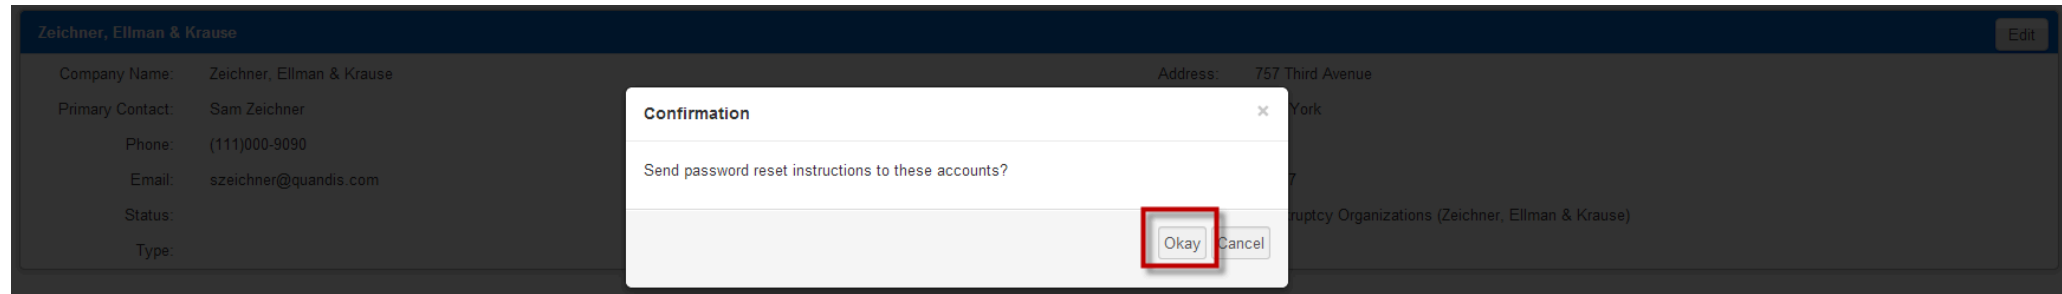 Zeichner, Ellman & Krause
Edit
Company Name: Zeichner, Ellman & Krause
Address: 757 Third Avenue
Primary Contact: Sam Zeichner
York
Phone: (111)000-9090
Email: szeichner@quandis.com
7
Status:
ruptcy Organizations (Zeichner, Ellman & Krause)
Type:
Confirmation ×
Send password reset instructions to these accounts?
Okay Cancel